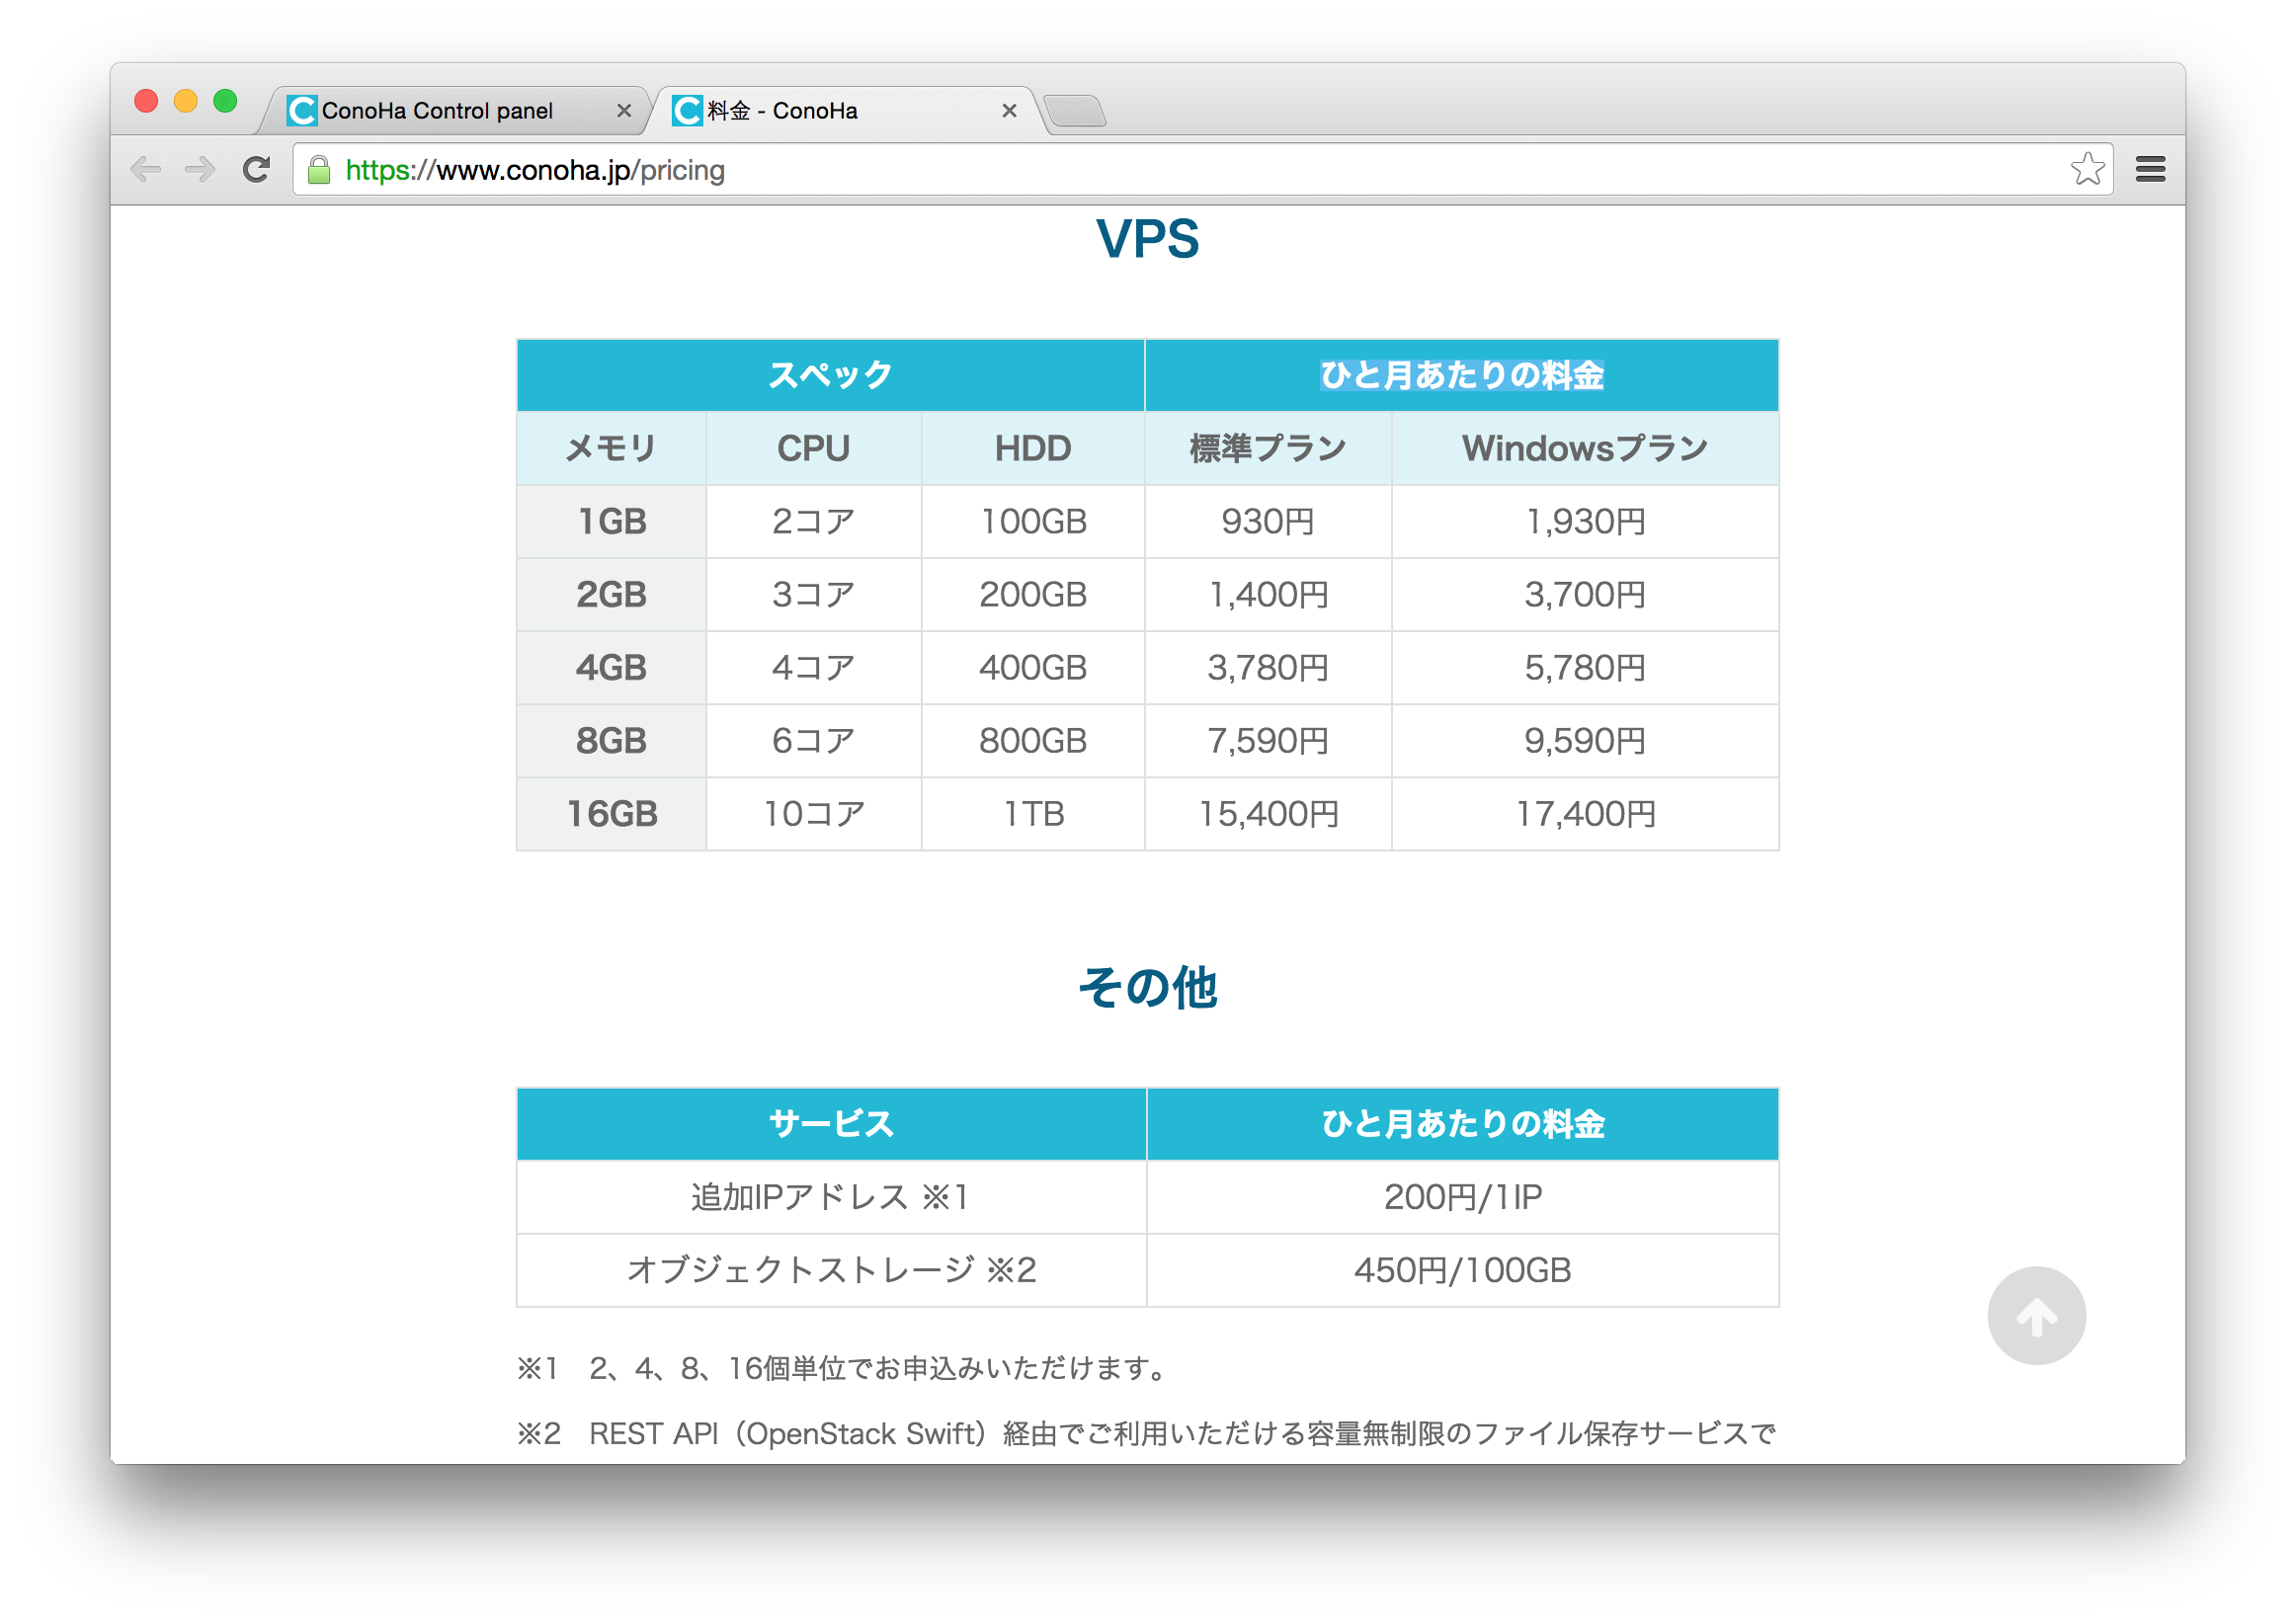 ConoHa Control panel
料金 - ConoHa
https://www.conoha.jp/pricing
VPS
スペック ひと月あたりの料金
メモリ CPU HDD 標準プラン Windowsプラン
1GB 2コア 100GB 930円 1,930円
2GB 3コア 200GB 1,400円 3,700円
4GB 4コア 400GB 3,780円 5,780円
8GB 6コア 800GB 7,590円 9,590円
16GB 10コア 1TB 15,400円 17,400円
その他
サービス ひと月あたりの料金
追加IPアドレス ※1 200円/1IP
オブジェクトストレージ ※2 450円/100GB
※1 2、4、8、16個単位でお申込みいただけます。
※2 REST API（OpenStack Swift）経由でご利用いただける容量無制限のファイル保存サービスで